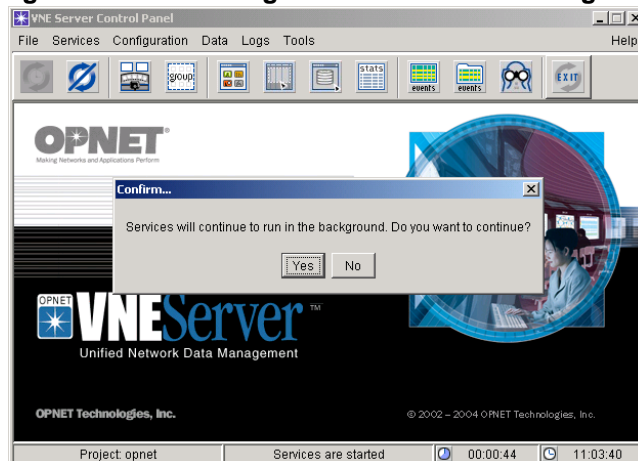 VNE Server Control Panel
File Services Configuration Data Logs Tools Help
group
stats
events
events
EXIT
OPNET®
Making Networks and Applications Perform
Confirm...
Services will continue to run in the background. Do you want to continue?
Yes No
OPNET
VNEServer™
Unified Network Data Management
OPNET Technologies, Inc.
© 2002 – 2004 OPNET Technologies, Inc.
Project: opnet Services are started 00:00:44 11:03:40